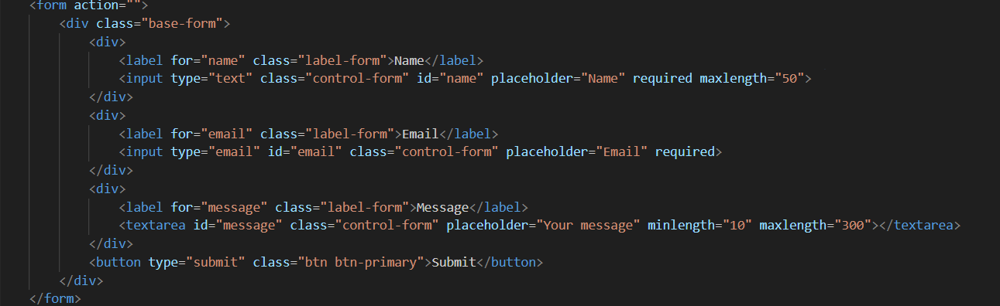 <form action="">
<div class="base-form">
<div>
<label for="name" class="label-form">Name</label>
<input type="text" class="control-form" id="name" placeholder="Name" required maxlength="50">
</div>
<div>
<label for="email" class="label-form">Email</label>
<input type="email" id="email" class="control-form" placeholder="Email" required>
</div>
<div>
<label for="message" class="label-form">Message</label>
<textarea id="message" class="control-form" placeholder="Your message" minlength="10" maxlength="300"></textarea>
</div>
<button type="submit" class="btn btn-primary">Submit</button>
</div>
</form>